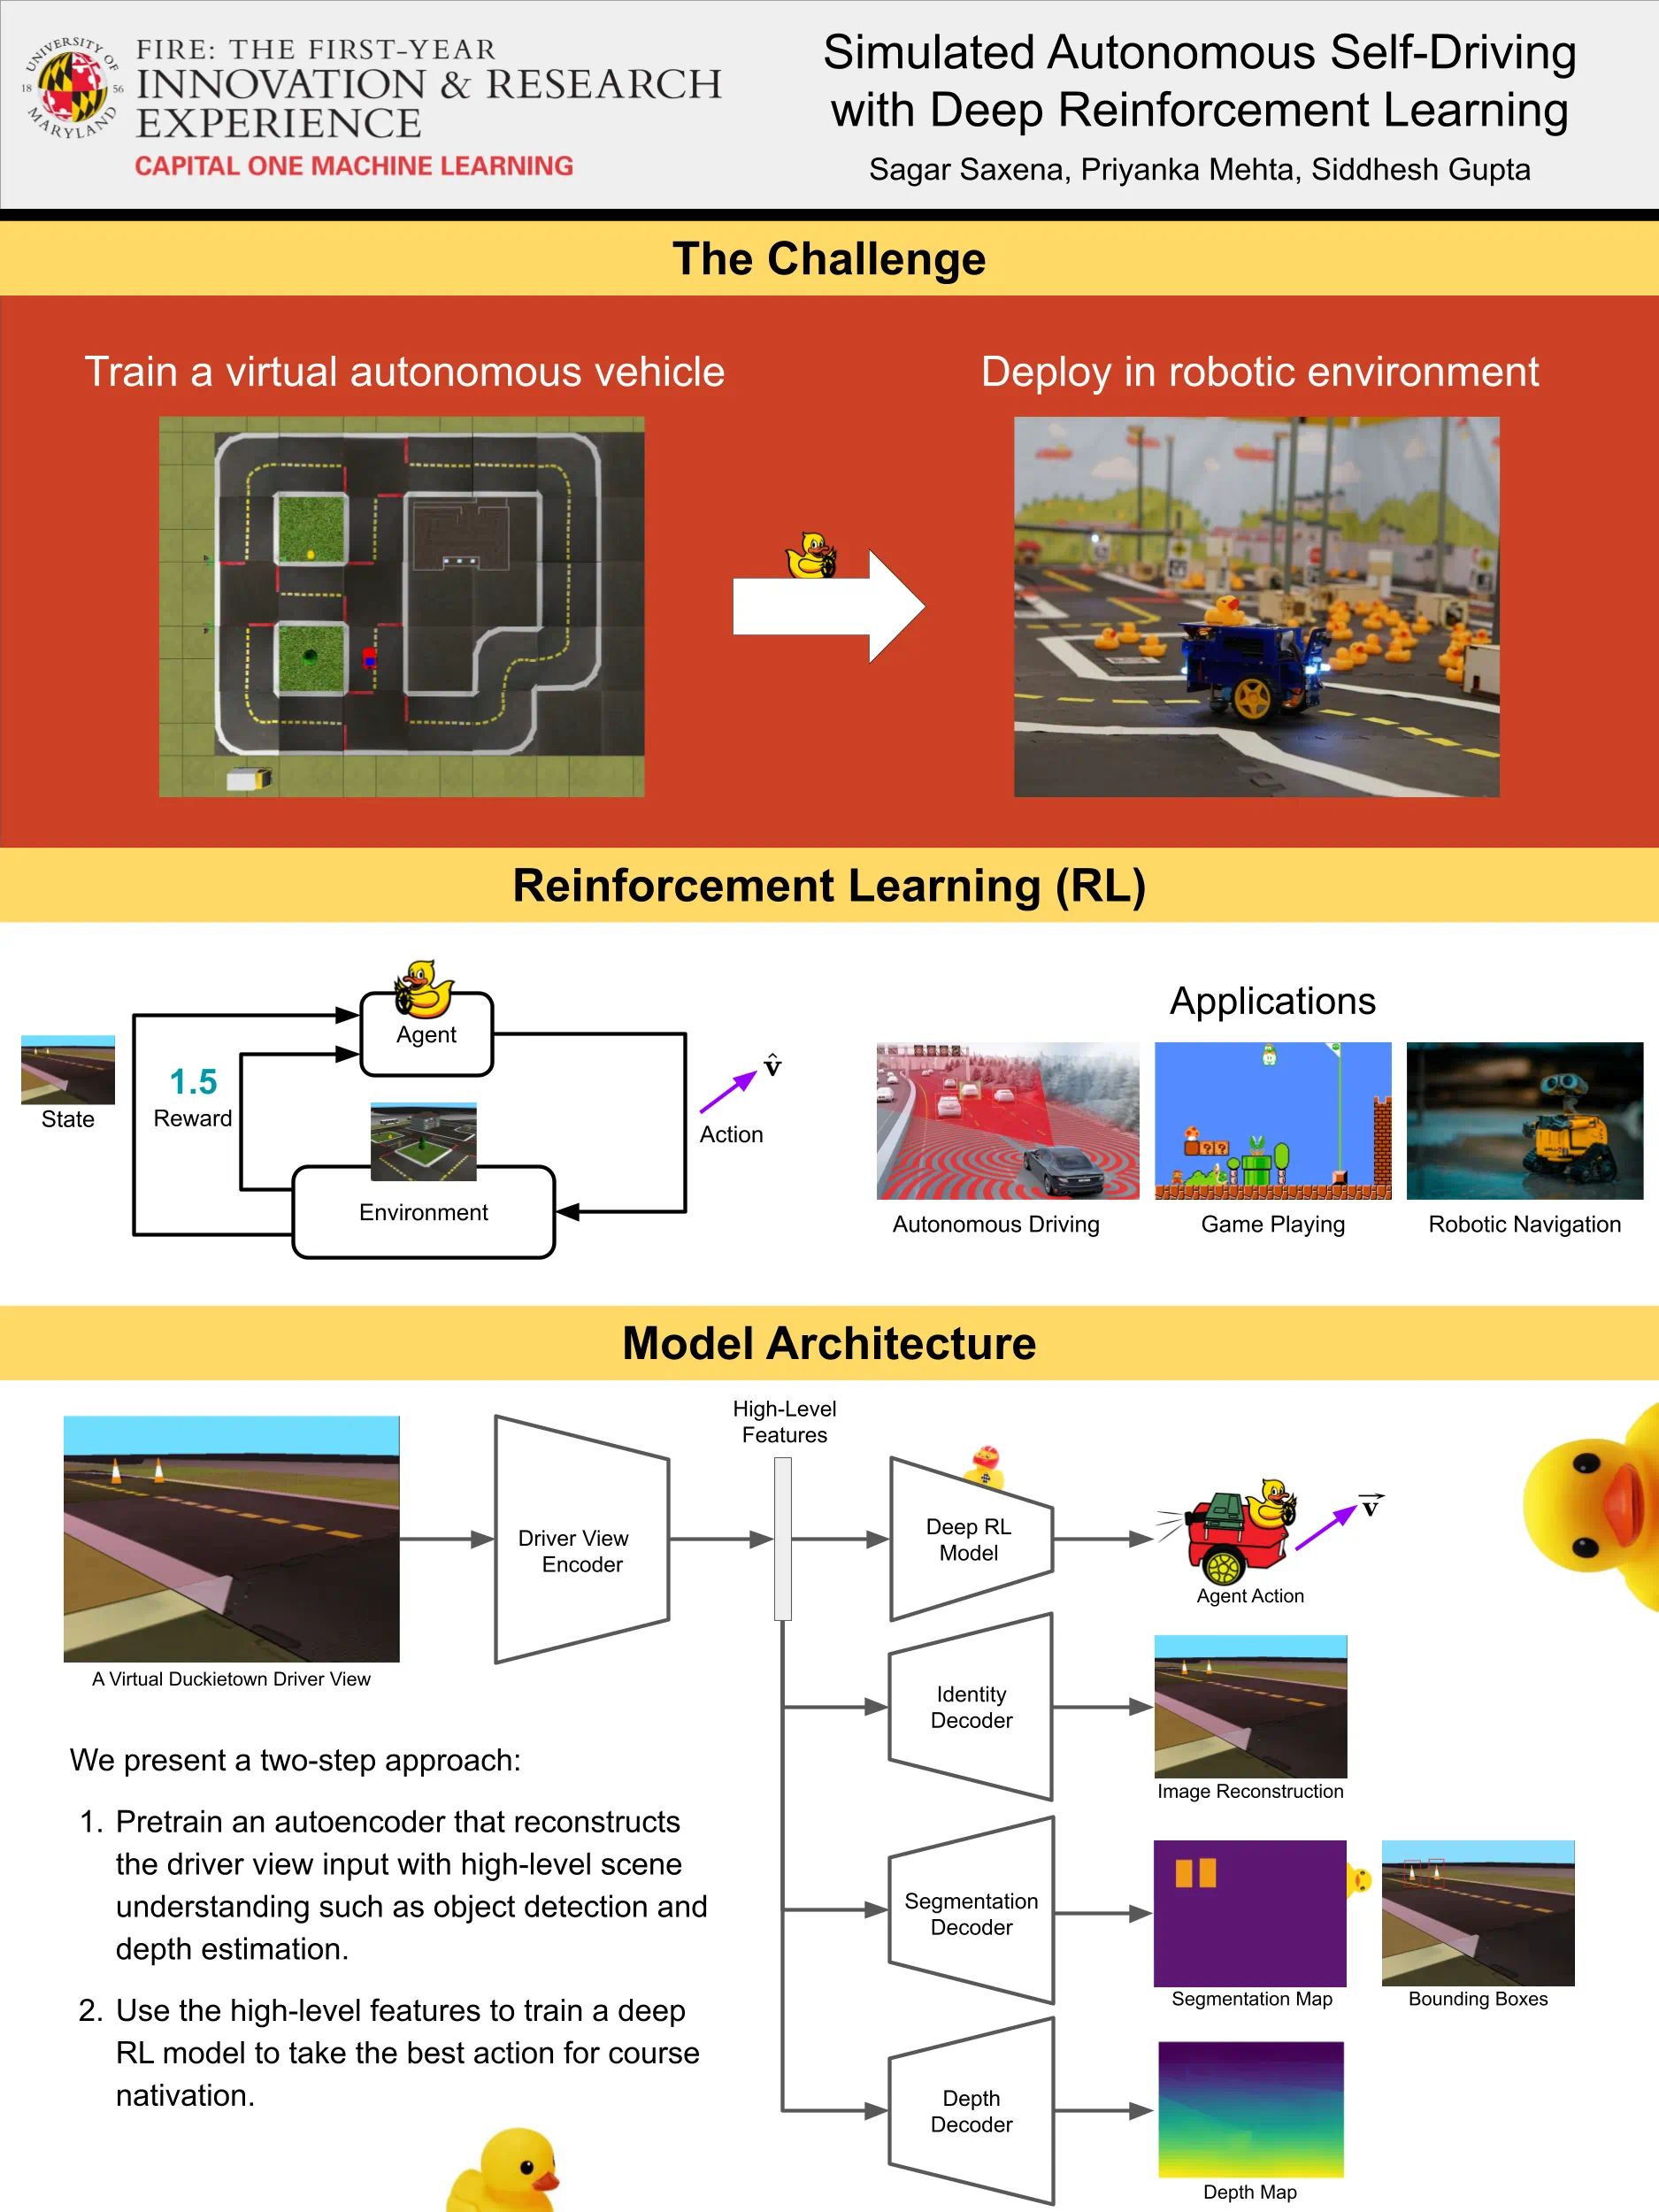 UNIVERSITY OF
18 56
MARYLAND
FIRE: THE FIRST-YEAR
INNOVATION & RESEARCH
EXPERIENCE
CAPITAL ONE MACHINE LEARNING
Simulated Autonomous Self-Driving
with Deep Reinforcement Learning
Sagar Saxena, Priyanka Mehta, Siddhesh Gupta
The Challenge
Train a virtual autonomous vehicle
Deploy in robotic environment
Reinforcement Learning (RL)
Agent
State
1.5
Reward
Environment
v̂
Action
Applications
? ?
Autonomous Driving
Game Playing
Robotic Navigation
Model Architecture
High-Level
Features
Driver View
Encoder
Deep RL
Model
v
Agent Action
A Virtual Duckietown Driver View
Identity
Decoder
Image Reconstruction
We present a two-step approach:
1. Pretrain an autoencoder that reconstructs
the driver view input with high-level scene
understanding such as object detection and
depth estimation.
2. Use the high-level features to train a deep
RL model to take the best action for course
nativation.
Segmentation
Decoder
Segmentation Map
Bounding Boxes
Depth
Decoder
Depth Map